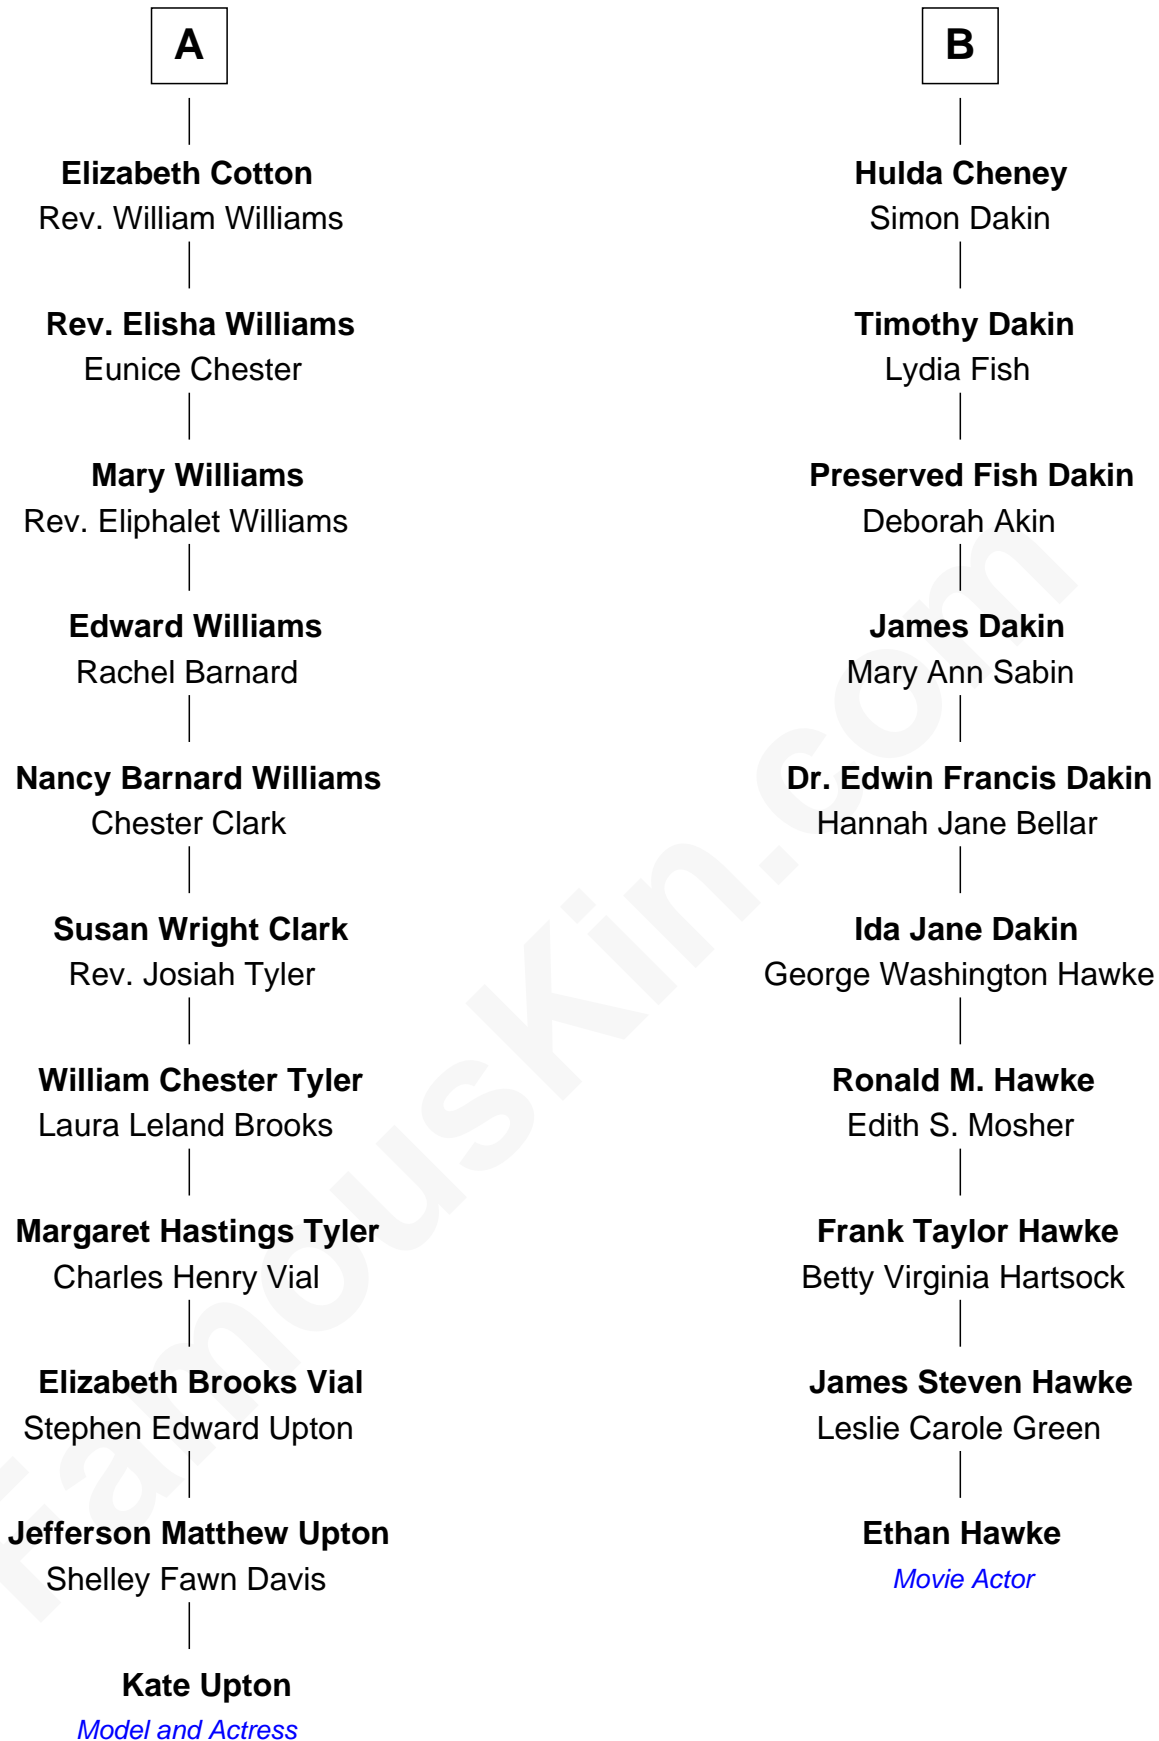 A
Elizabeth Cotton
Rev. William Williams
Rev. Elisha Williams
Eunice Chester
Mary Williams
Rev. Eliphalet Williams
Edward Williams
Rachel Barnard
Nancy Barnard Williams
Chester Clark
Susan Wright Clark
Rev. Josiah Tyler
William Chester Tyler
Laura Leland Brooks
Margaret Hastings Tyler
Charles Henry Vial
Elizabeth Brooks Vial
Stephen Edward Upton
Jefferson Matthew Upton
Shelley Fawn Davis
Kate Upton
Model and Actress
B
Hulda Cheney
Simon Dakin
Timothy Dakin
Lydia Fish
Preserved Fish Dakin
Deborah Akin
James Dakin
Mary Ann Sabin
Dr. Edwin Francis Dakin
Hannah Jane Bellar
Ida Jane Dakin
George Washington Hawke
Ronald M. Hawke
Edith S. Mosher
Frank Taylor Hawke
Betty Virginia Hartsock
James Steven Hawke
Leslie Carole Green
Ethan Hawke
Movie Actor
FamousKin.com